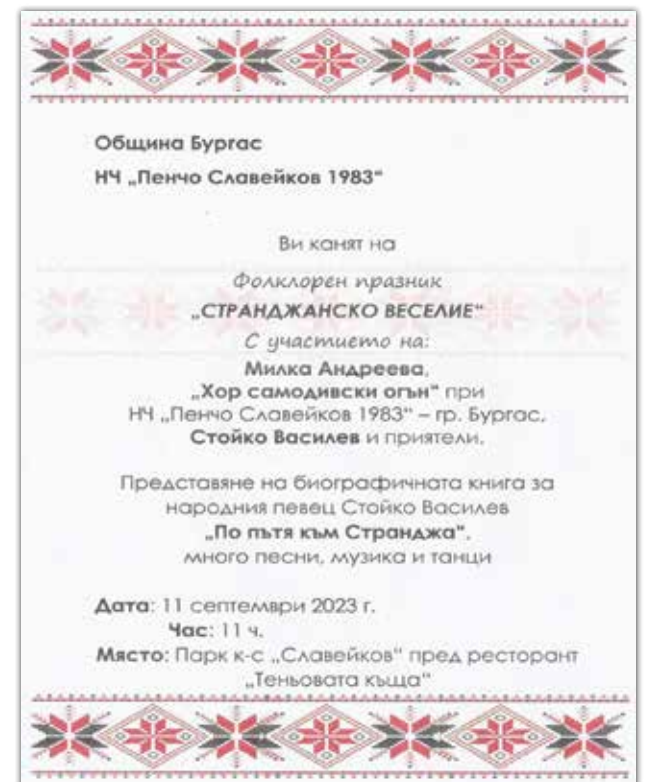 Община Бургас
НЧ „Пенчо Славейков 1983“
Ви канят на
Фолклорен празник
„СТРАНДЖАНСКО ВЕСЕЛИЕ“
С участието на:
Милка Андреева,
„Хор самодивски огън“ при
НЧ „Пенчо Славейков 1983“ – гр. Бургас,
Стойко Василев и приятели.
Представяне на биографичната книга за
народния певец Стойко Василев
„По пътя към Странджа“,
много песни, музика и танци
Дата: 11 септември 2023 г.
Час: 11 ч.
Място: Парк к-с „Славейков“ пред ресторант
„Теньовата къща“